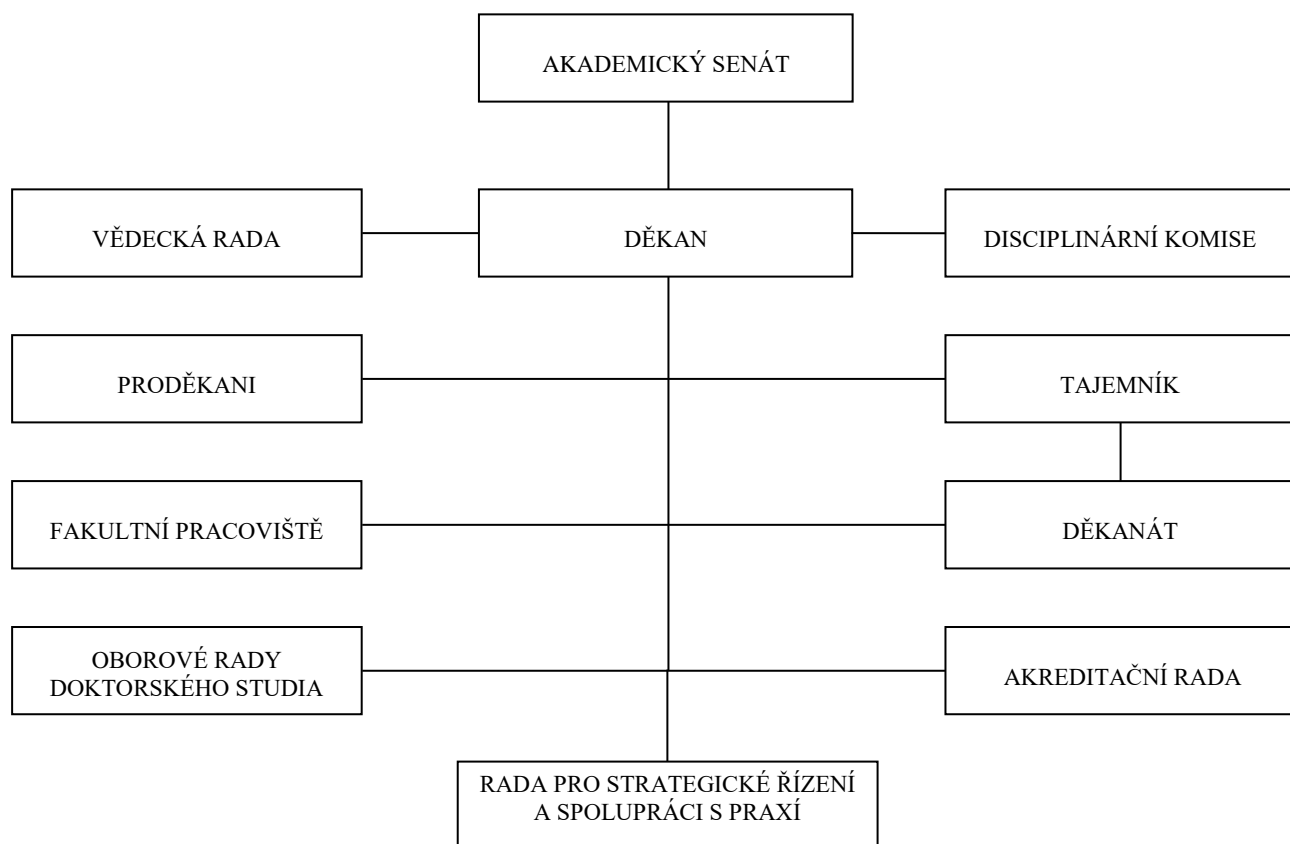 AKADEMICKÝ SENÁT
VĚDECKÁ RADA
DĚKAN
DISCIPLINÁRNÍ KOMISE
PRODĚKANI
TAJEMNÍK
FAKULTNÍ PRACOVIŠTĚ
DĚKANÁT
OBOROVÉ RADY
DOKTORSKÉHO STUDIA
AKREDITAČNÍ RADA
RADA PRO STRATEGICKÉ ŘÍZENÍ
A SPOLUPRÁCI S PRAXÍ